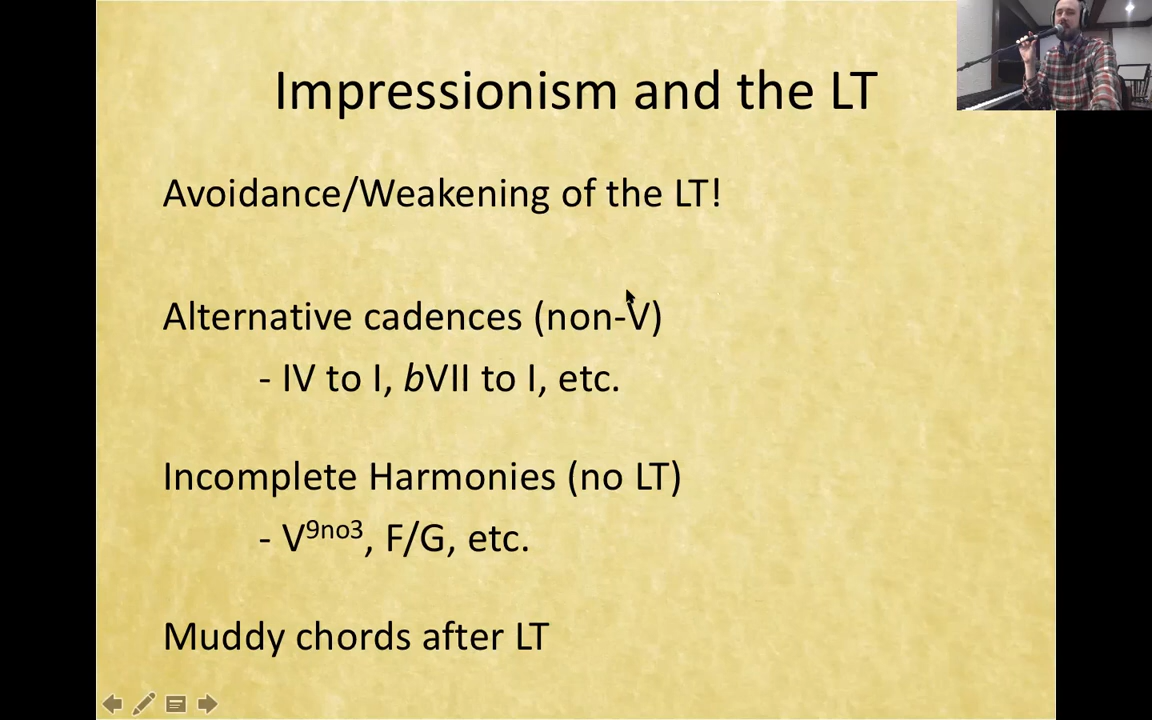 Impressionism and the LT
Avoidance/Weakening of the LT!
Alternative cadences (non-V)
- IV to I, bVII to I, etc.
Incomplete Harmonies (no LT)
- V9no3, F/G, etc.
Muddy chords after LT